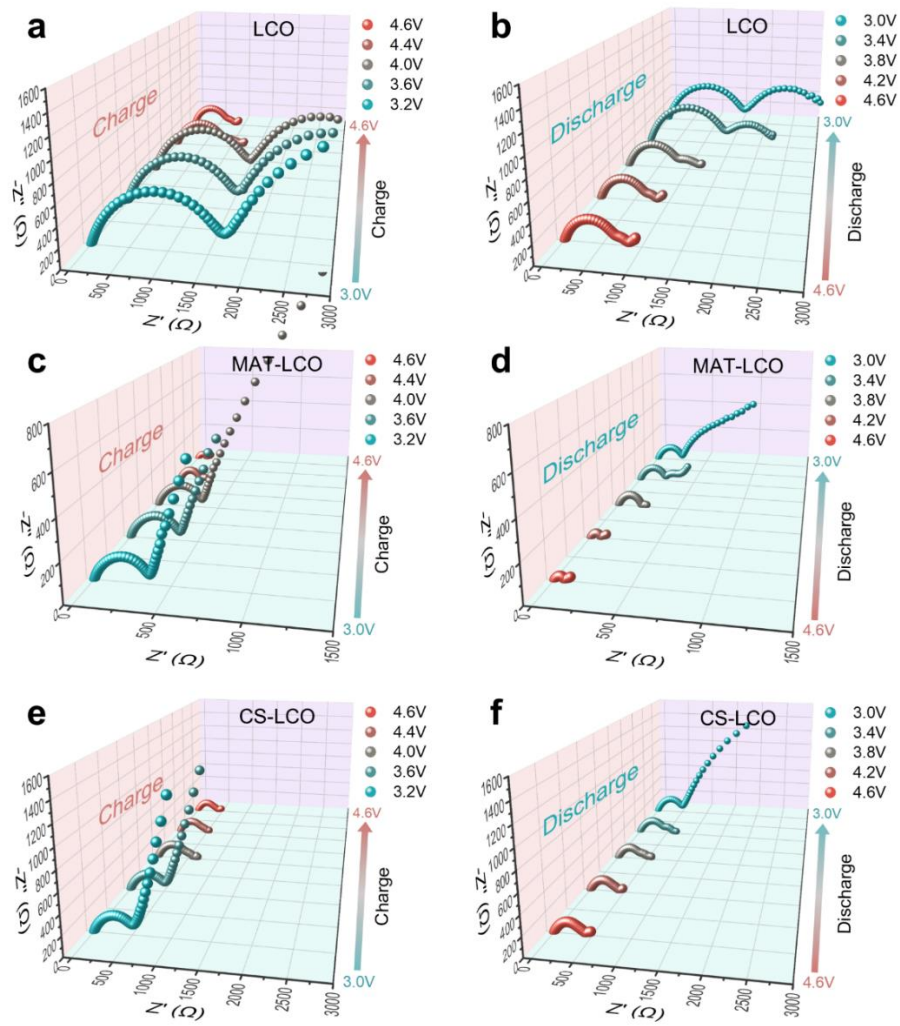 a
LCO
4.6V
4.4V
4.0V
3.6V
3.2V
Charge
1600
1400
1200
1000
800
600
400
200
0
500
1000
1500
2000
2500
3000
Z' (Ω)
4.6V
Charge
3.0V
b
LCO
3.0V
3.4V
3.8V
4.2V
4.6V
Discharge
1600
1400
1200
1000
800
600
400
200
0
500
1000
1500
2000
2500
3000
Z' (Ω)
3.0V
Discharge
4.6V
c
MAT-LCO
4.6V
4.4V
4.0V
3.6V
3.2V
Charge
800
600
400
200
0
500
1000
1500
Z' (Ω)
4.6V
Charge
3.0V
d
MAT-LCO
3.0V
3.4V
3.8V
4.2V
4.6V
Discharge
800
600
400
200
0
500
1000
1500
Z' (Ω)
3.0V
Discharge
4.6V
e
CS-LCO
4.6V
4.4V
4.0V
3.6V
3.2V
Charge
1600
1400
1200
1000
800
600
400
200
0
500
1000
1500
2000
2500
3000
Z' (Ω)
4.6V
Charge
3.0V
f
CS-LCO
3.0V
3.4V
3.8V
4.2V
4.6V
Discharge
1600
1400
1200
1000
800
600
400
200
0
500
1000
1500
2000
2500
3000
Z' (Ω)
3.0V
Discharge
4.6V